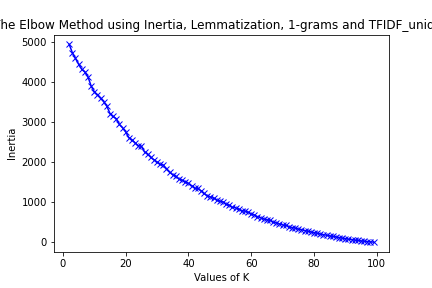 he Elbow Method using Inertia, Lemmatization, 1-grams and TFIDF_uni
5000
4000
3000
2000
1000
0
Inertia
0 20 40 60 80 100
Values of K